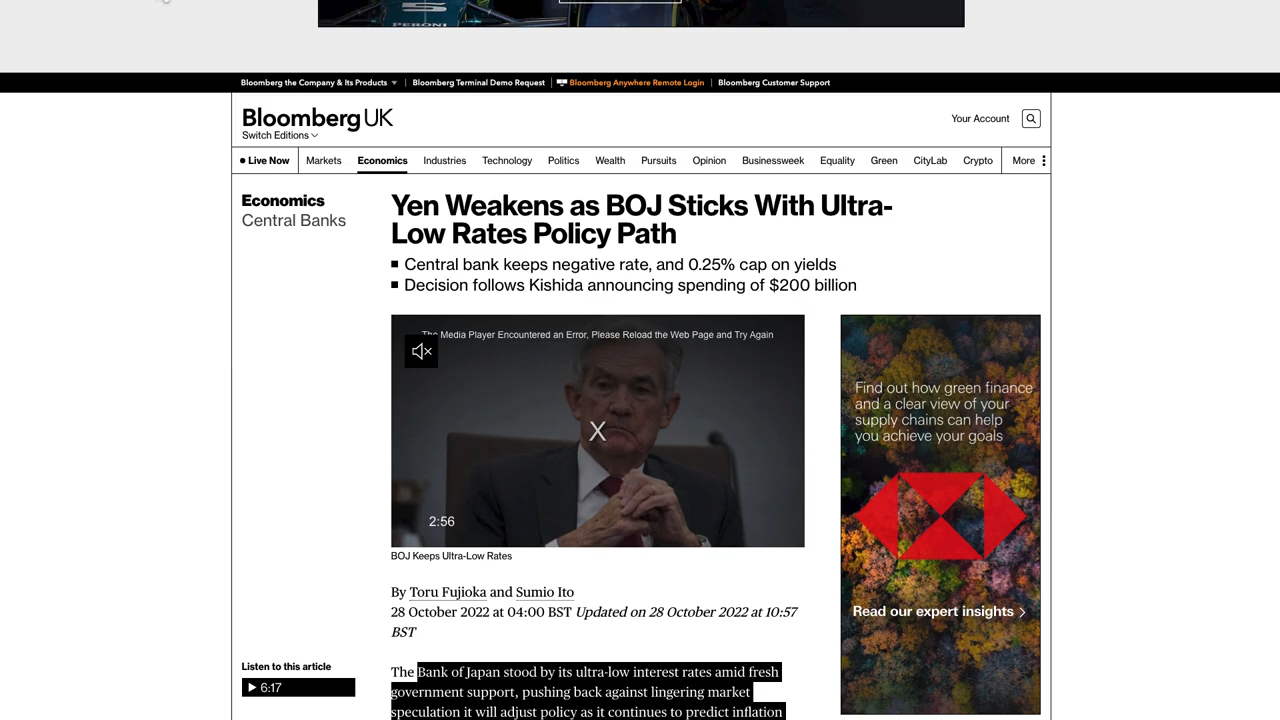 5
PERONI
Bloomberg the Company & Its Products
Bloomberg Terminal Demo Request
Bloomberg Anywhere Remote Login
Bloomberg Customer Support
Bloomberg UK
Switch Editions
Your Account
Live Now
Markets
Economics
Industries
Technology
Politics
Wealth
Pursuits
Opinion
Businessweek
Equality
Green
CityLab
Crypto
More
Economics
Central Banks
Yen Weakens as BOJ Sticks With Ultra-
Low Rates Policy Path
Central bank keeps negative rate, and 0.25% cap on yields
Decision follows Kishida announcing spending of $200 billion
The Media Player Encountered an Error, Please Reload the Web Page and Try Again
X
2:56
BOJ Keeps Ultra-Low Rates
Find out how green finance
and a clear view of your
supply chains can help
you achieve your goals
Read our expert insights
By Toru Fujioka and Sumio Ito
28 October 2022 at 04:00 BST Updated on 28 October 2022 at 10:57
BST
Listen to this article
6:17
The Bank of Japan stood by its ultra-low interest rates amid fresh
government support, pushing back against lingering market
speculation it will adjust policy as it continues to predict inflation